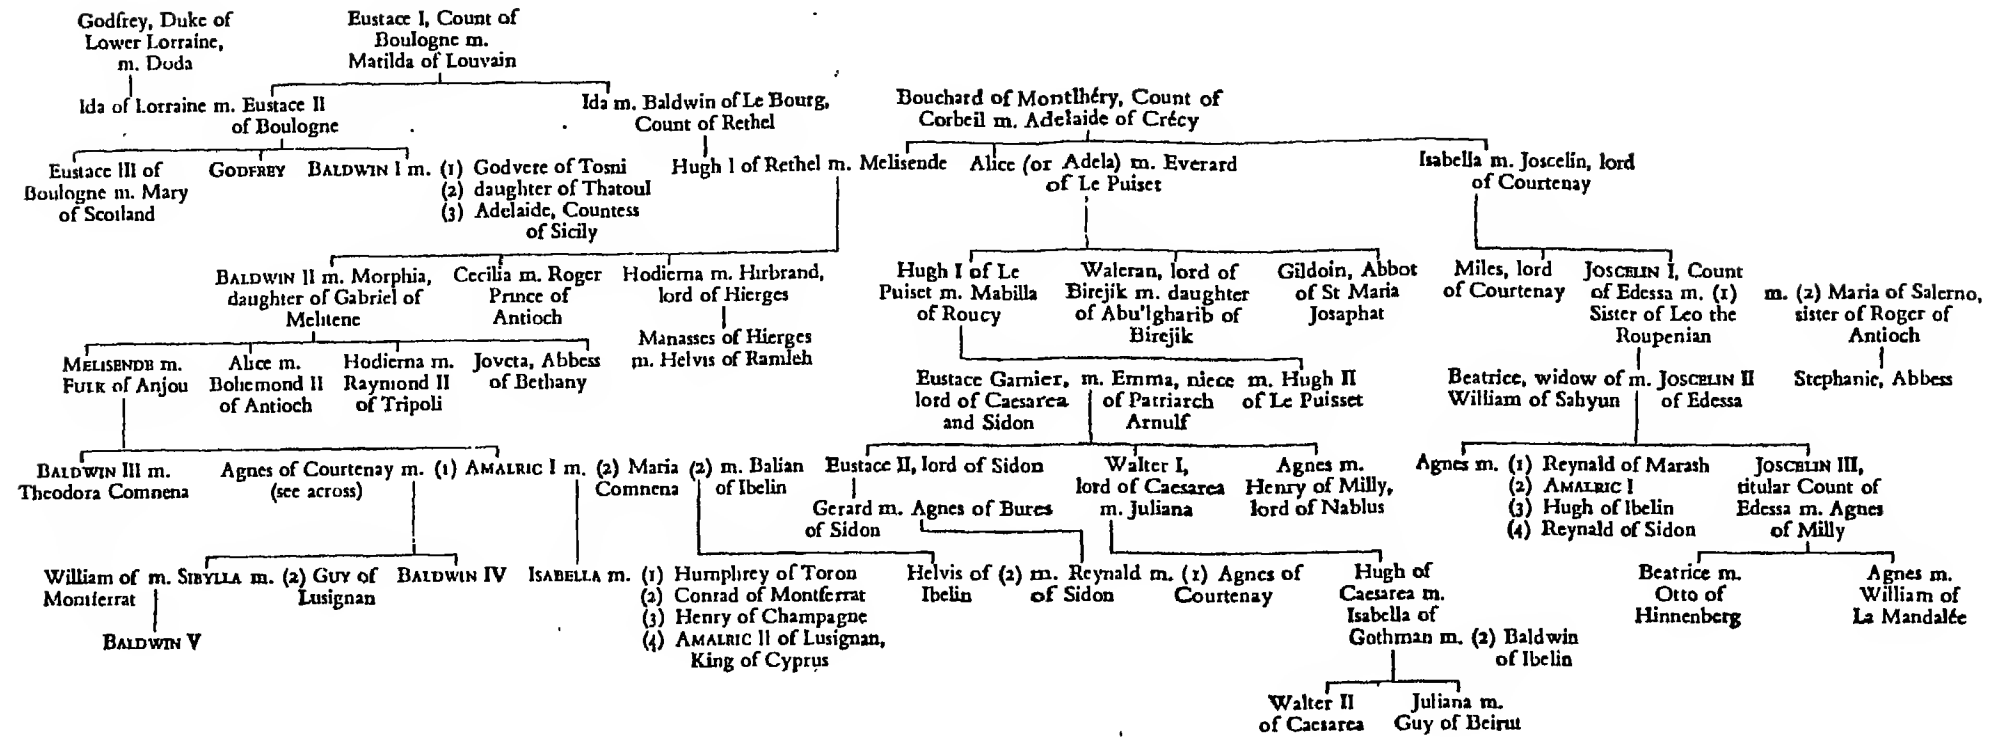 Godfrey, Duke of
Lower Lorraine,
m. Doda
Eustace I, Count of
Boulogne m.
Matilda of Louvain
Ida of Lorraine m. Eustace II
of Boulogne
Ida m. Baldwin of Le Bourg,
Count of Rethel
Bouchard of Montlhéry, Count of
Corbeil m. Adelaide of Crécy
Eustace III of
Boulogne m. Mary
of Scotland
GODFREY
BALDWIN I m. (1) Godvere of Tosni
(2) daughter of Thatoul
(3) Adelaide, Countess
of Sicily
Hugh I of Rethel m. Melisende
Alice (or Adela) m. Everard
of Le Puiset
Isabella m. Joscelin, lord
of Courtenay
BALDWIN II m. Morphia,
daughter of Gabriel of
Melitene
Cecilia m. Roger
Prince of
Antioch
Hodierna m. Hirbrand,
lord of Hierges
Manasses of Hierges
m. Helvis of Ramleh
Hugh I of Le
Puiset m. Mabilla
of Roucy
Waleran, lord of
Birejik m. daughter
of Abu'lgharib of
Birejik
Gildoin, Abbot
of St Maria
Josaphat
Miles, lord
of Courtenay
JOSCELIN I, Count
of Edessa m. (1)
Sister of Leo the
Roupenian
m. (2) Maria of Salerno,
sister of Roger of
Antioch
MELISENDE m.
FULK of Anjou
Alice m.
Bohemond II
of Antioch
Hodierna m.
Raymond II
of Tripoli
Joveta, Abbess
of Bethany
Eustace Garnier,
lord of Caesarea
and Sidon
m. Emma, niece
of Patriarch
Arnulf
m. Hugh II
of Le Puisset
Beatrice, widow of m. JOSCELIN II
William of Sahyun of Edessa
Stephanie, Abbess
BALDWIN III m.
Theodora Comnena
Agnes of Courtenay m. (1) AMALRIC I m. (2) Maria (2) m. Balian
(see across) Comnena of Ibelin
Eustace II, lord of Sidon
Gerard m. Agnes of Bures
of Sidon
Walter I,
lord of Caesarea
m. Juliana
Agnes m.
Henry of Milly,
lord of Nablus
Agnes m. (1) Reynald of Marash
(2) AMALRIC I
(3) Hugh of Ibelin
(4) Reynald of Sidon
JOSCELIN III,
titular Count of
Edessa m. Agnes
of Milly
William of m. SIBYLLA m. (2) GUY of
Montferrat Lusignan
BALDWIN V
BALDWIN IV
ISABELLA m. (1) Humphrey of Toron
(2) Conrad of Montferrat
(3) Henry of Champagne
(4) AMALRIC II of Lusignan,
King of Cyprus
Helvis of (2) m. Reynald m. (1) Agnes of
Ibelin of Sidon Courtenay
Hugh of
Caesarea m.
Isabella of
Gothman m. (2) Baldwin
of Ibelin
Beatrice m.
Otto of
Hinnenberg
Agnes m.
William of
La Mandalée
Walter II
of Caesarea
Juliana m.
Guy of Beirut